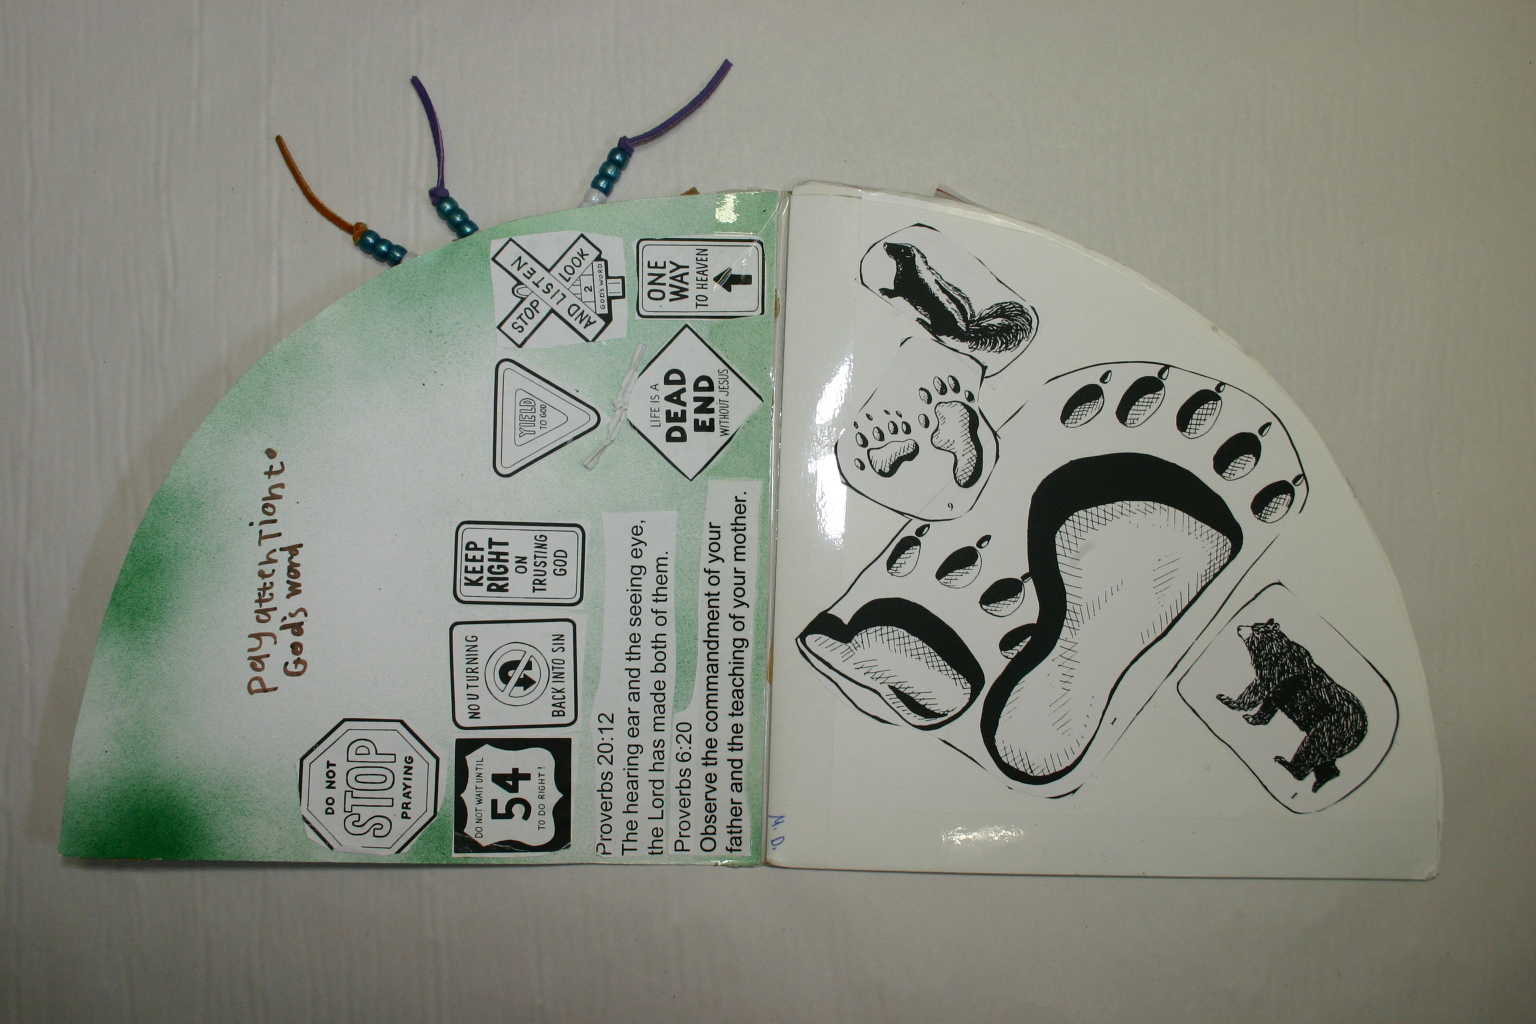 pay attention to
God's word
DO NOT
STOP
PRAYING
DO NOT WAIT UNTIL
54
TO DO RIGHT!
NO U TURNING
BACK INTO SIN
KEEP
RIGHT
ON
TRUSTING
GOD
YIELD
TO GOD
STOP
AND LISTEN
LOOK
2
GODS WORD
Proverbs 20:12
The hearing ear and the seeing eye,
the Lord has made both of them.
Proverbs 6:20
Observe the commandment of your
father and the teaching of your mother.
LIFE IS A
DEAD
END
WITHOUT JESUS
ONE
WAY
TO HEAVEN
M. D.